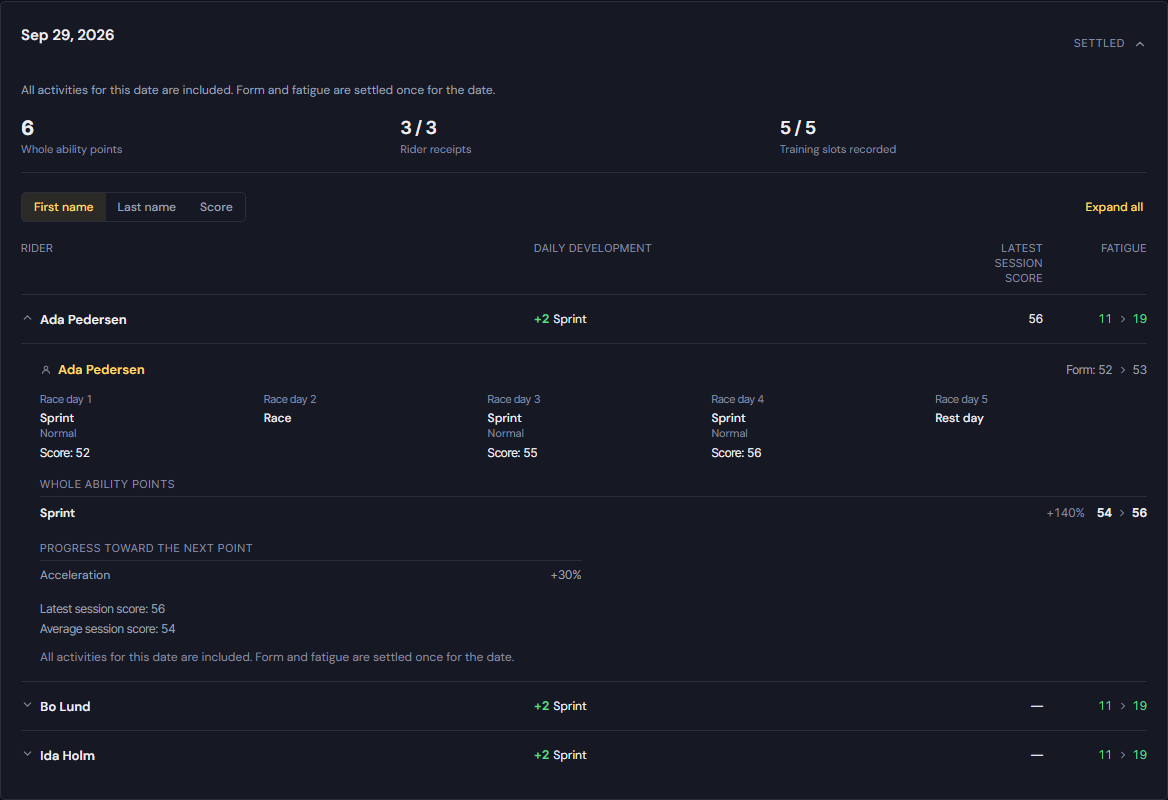 Sep 29, 2026
SETTLED
All activities for this date are included. Form and fatigue are settled once for the date.
6
Whole ability points
3 / 3
Rider receipts
5 / 5
Training slots recorded
First name Last name Score
Expand all
RIDER
DAILY DEVELOPMENT
LATEST
SESSION
SCORE
FATIGUE
Ada Pedersen +2 Sprint 56 11 > 19
Ada Pedersen
Form: 52 > 53
Race day 1
Sprint
Normal
Score: 52
Race day 2
Race
Race day 3
Sprint
Normal
Score: 55
Race day 4
Sprint
Normal
Score: 56
Race day 5
Rest day
WHOLE ABILITY POINTS
Sprint +140% 54 > 56
PROGRESS TOWARD THE NEXT POINT
Acceleration +30%
Latest session score: 56
Average session score: 54
All activities for this date are included. Form and fatigue are settled once for the date.
Bo Lund +2 Sprint — 11 > 19
Ida Holm +2 Sprint — 11 > 19